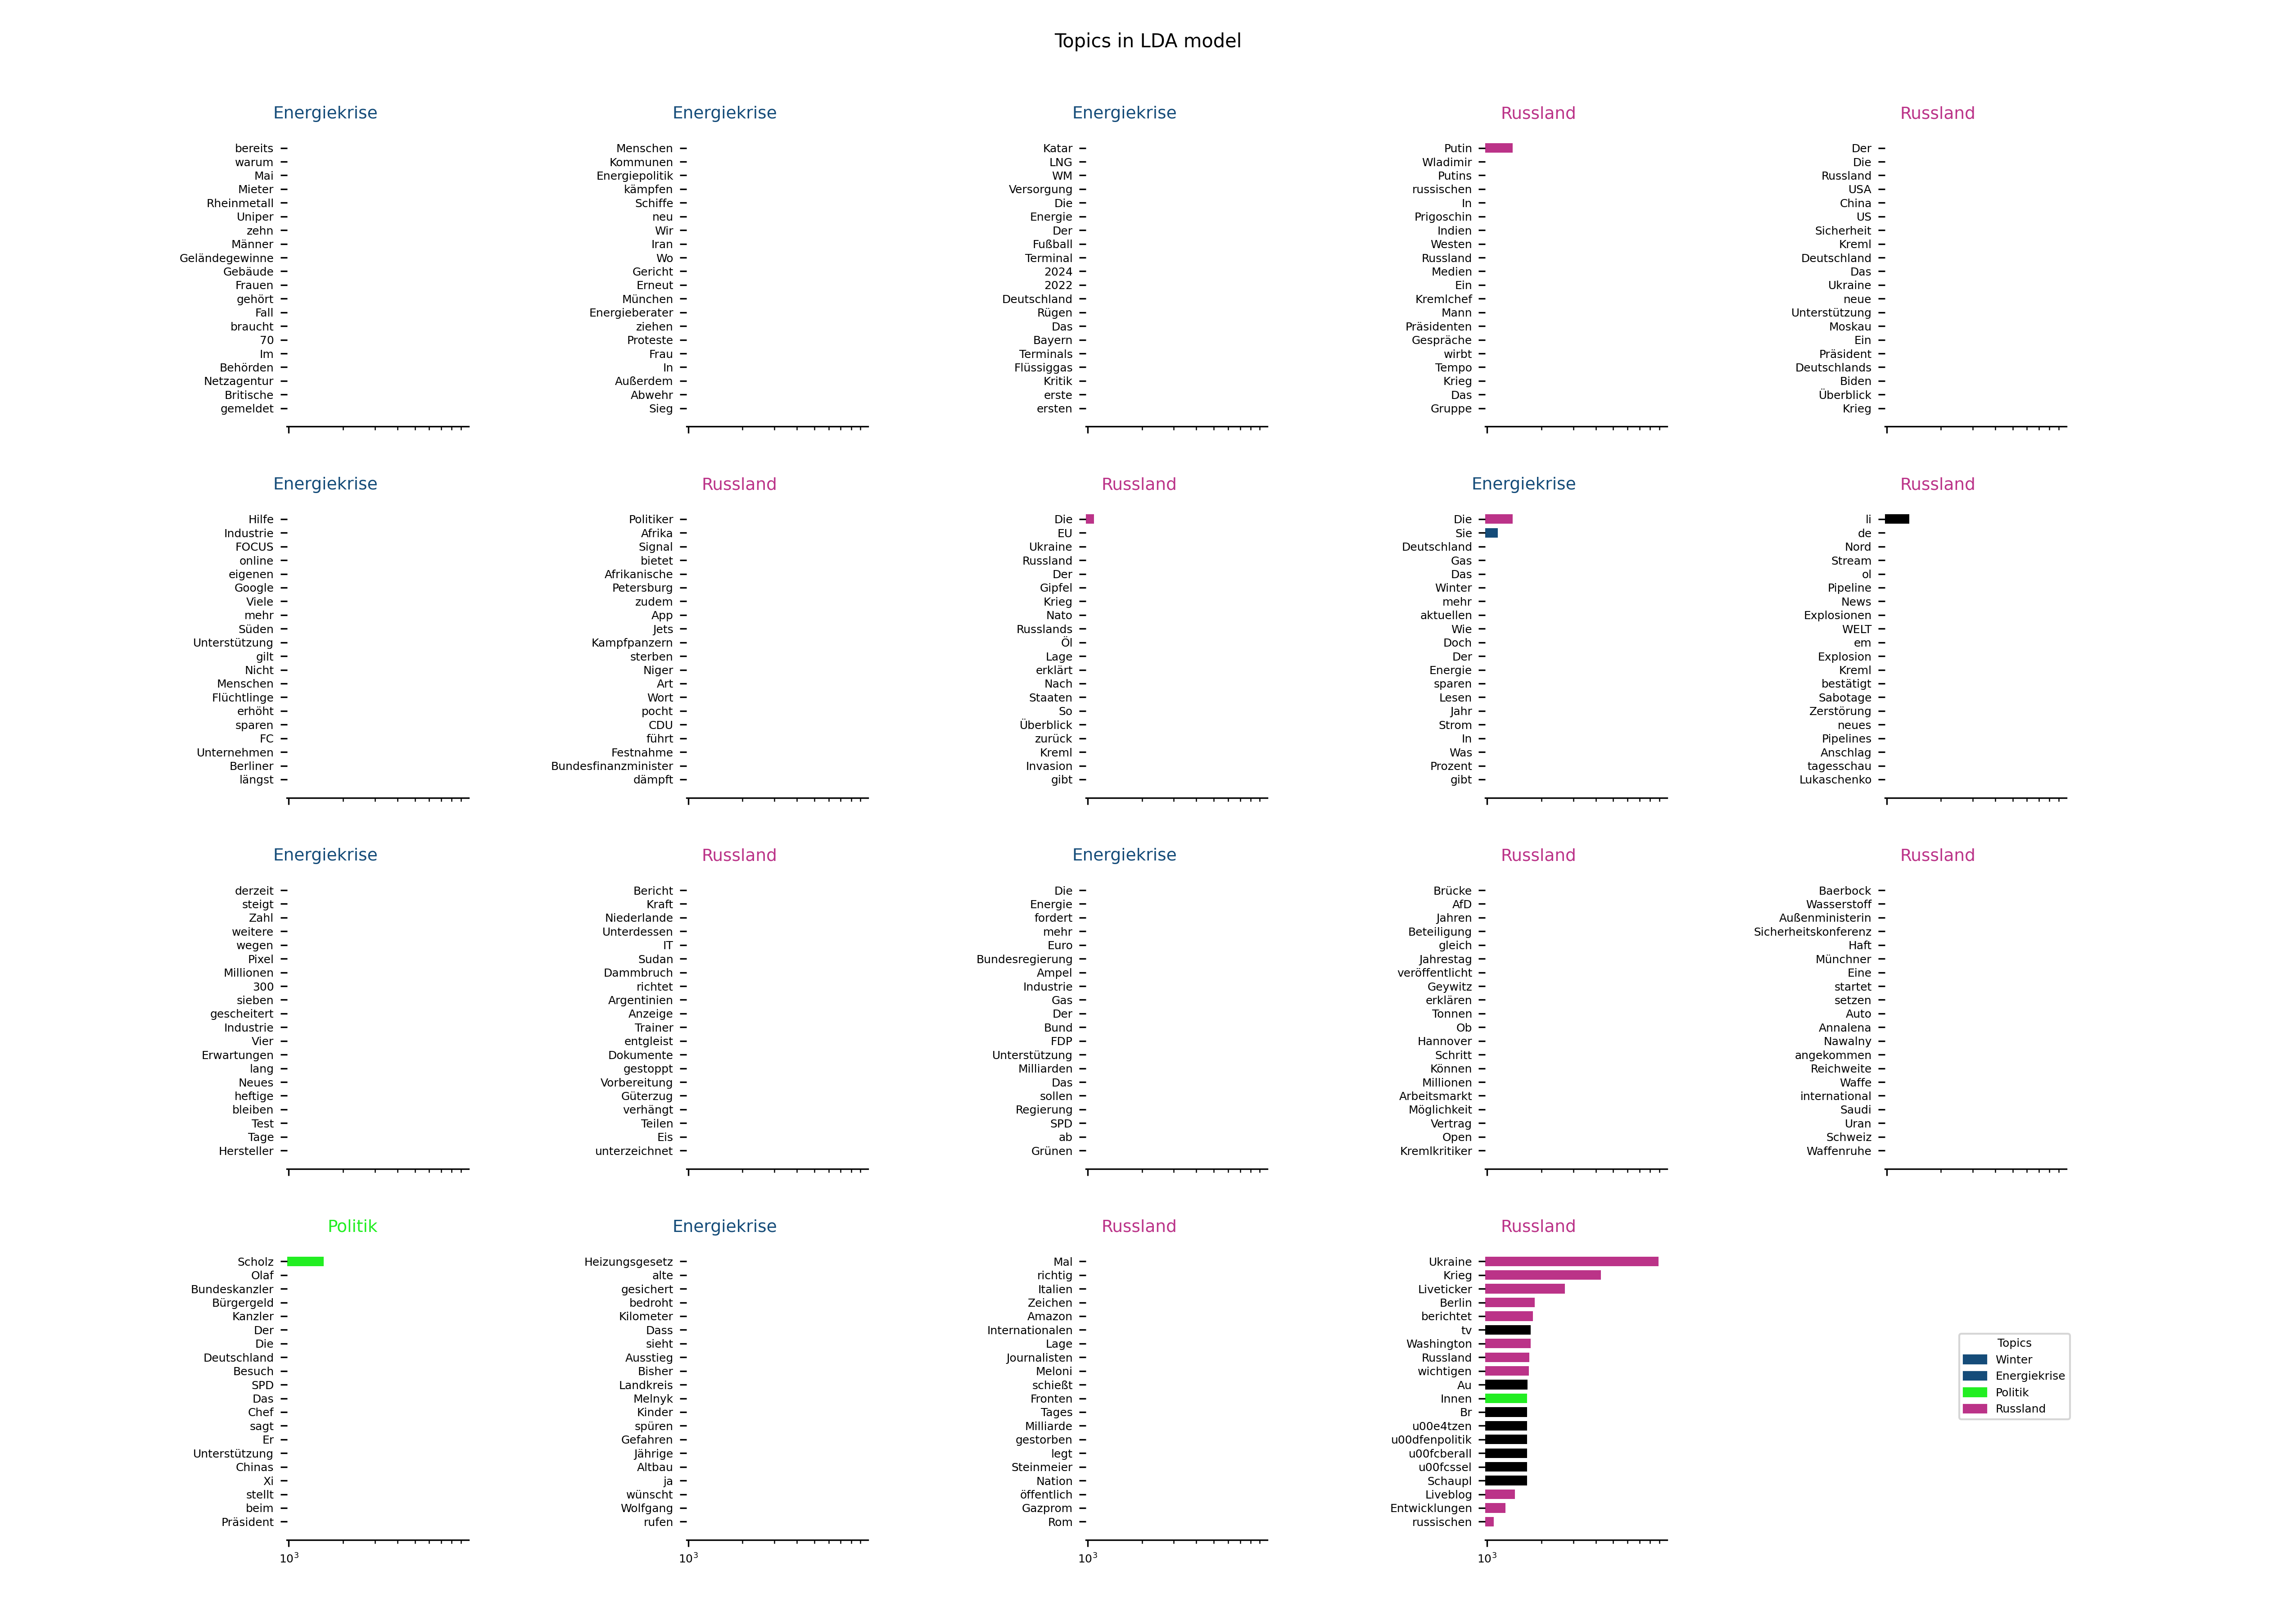 Topics in LDA model
Energiekrise
bereits
warum
Mai
Mieter
Rheinmetall
Uniper
zehn
Männer
Geländegewinne
Gebäude
Frauen
gehört
Fall
braucht
70
Im
Behörden
Netzagentur
Britische
gemeldet
Energiekrise
Menschen
Kommunen
Energiepolitik
kämpfen
Schiffe
neu
Wir
Iran
Wo
Gericht
Erneut
München
Energieberater
ziehen
Proteste
Frau
In
Außerdem
Abwehr
Sieg
Energiekrise
Katar
LNG
WM
Versorgung
Die
Energie
Der
Fußball
Terminal
2024
2022
Deutschland
Rügen
Das
Bayern
Terminals
Flüssiggas
Kritik
erste
ersten
Russland
Putin
Wladimir
Putins
russischen
In
Prigoschin
Indien
Westen
Russland
Medien
Ein
Kremlchef
Mann
Präsidenten
Gespräche
wirbt
Tempo
Krieg
Das
Gruppe
Russland
Der
Die
Russland
USA
China
US
Sicherheit
Kreml
Deutschland
Das
Ukraine
neue
Unterstützung
Moskau
Ein
Präsident
Deutschlands
Biden
Überblick
Krieg
Energiekrise
Hilfe
Industrie
FOCUS
online
eigenen
Google
Viele
mehr
Süden
Unterstützung
gilt
Nicht
Menschen
Flüchtlinge
erhöht
sparen
FC
Unternehmen
Berliner
längst
Russland
Politiker
Afrika
Signal
bietet
Afrikanische
Petersburg
zudem
App
Jets
Kampfpanzern
sterben
Niger
Art
Wort
pocht
CDU
führt
Festnahme
Bundesfinanzminister
dämpft
Russland
Die
EU
Ukraine
Russland
Der
Gipfel
Krieg
Nato
Russlands
Öl
Lage
erklärt
Nach
Staaten
So
Überblick
zurück
Kreml
Invasion
gibt
Energiekrise
Die
Sie
Deutschland
Gas
Das
Winter
mehr
aktuellen
Wie
Doch
Der
Energie
sparen
Lesen
Jahr
Strom
In
Was
Prozent
gibt
Russland
li
de
Nord
Stream
ol
Pipeline
News
Explosionen
WELT
em
Explosion
Kreml
bestätigt
Sabotage
Zerstörung
neues
Pipelines
Anschlag
tagesschau
Lukaschenko
Energiekrise
derzeit
steigt
Zahl
weitere
wegen
Pixel
Millionen
300
sieben
gescheitert
Industrie
Vier
Erwartungen
lang
Neues
heftige
bleiben
Test
Tage
Hersteller
Russland
Bericht
Kraft
Niederlande
Unterdessen
IT
Sudan
Dammbruch
richtet
Argentinien
Anzeige
Trainer
entgleist
Dokumente
gestoppt
Vorbereitung
Güterzug
verhängt
Teilen
Eis
unterzeichnet
Energiekrise
Die
Energie
fordert
mehr
Euro
Bundesregierung
Ampel
Industrie
Gas
Der
Bund
FDP
Unterstützung
Milliarden
Das
sollen
Regierung
SPD
ab
Grünen
Russland
Brücke
AfD
Jahren
Beteiligung
gleich
Jahrestag
veröffentlicht
Geywitz
erklären
Tonnen
Ob
Hannover
Schritt
Können
Millionen
Arbeitsmarkt
Möglichkeit
Vertrag
Open
Kremlkritiker
Russland
Baerbock
Wasserstoff
Außenministerin
Sicherheitskonferenz
Haft
Münchner
Eine
startet
setzen
Auto
Annalena
Nawalny
angekommen
Reichweite
Waffe
international
Saudi
Uran
Schweiz
Waffenruhe
Politik
Scholz
Olaf
Bundeskanzler
Bürgergeld
Kanzler
Der
Die
Deutschland
Besuch
SPD
Das
Chef
sagt
Er
Unterstützung
Chinas
Xi
stellt
beim
Präsident
10³
Energiekrise
Heizungsgesetz
alte
gesichert
bedroht
Kilometer
Dass
sieht
Ausstieg
Bisher
Landkreis
Melnyk
Kinder
spüren
Gefahren
Jährige
Altbau
ja
wünscht
Wolfgang
rufen
10³
Russland
Mal
richtig
Italien
Zeichen
Amazon
Internationalen
Lage
Journalisten
Meloni
schießt
Fronten
Tages
Milliarde
gestorben
legt
Steinmeier
Nation
öffentlich
Gazprom
Rom
10³
Russland
Ukraine
Krieg
Liveticker
Berlin
berichtet
tv
Washington
Russland
wichtigen
Au
Innen
Br
u00e4tzen
u00dfenpolitik
u00fcberall
u00fcssel
Schaupl
Liveblog
Entwicklungen
russischen
10³
Topics
Winter
Energiekrise
Politik
Russland